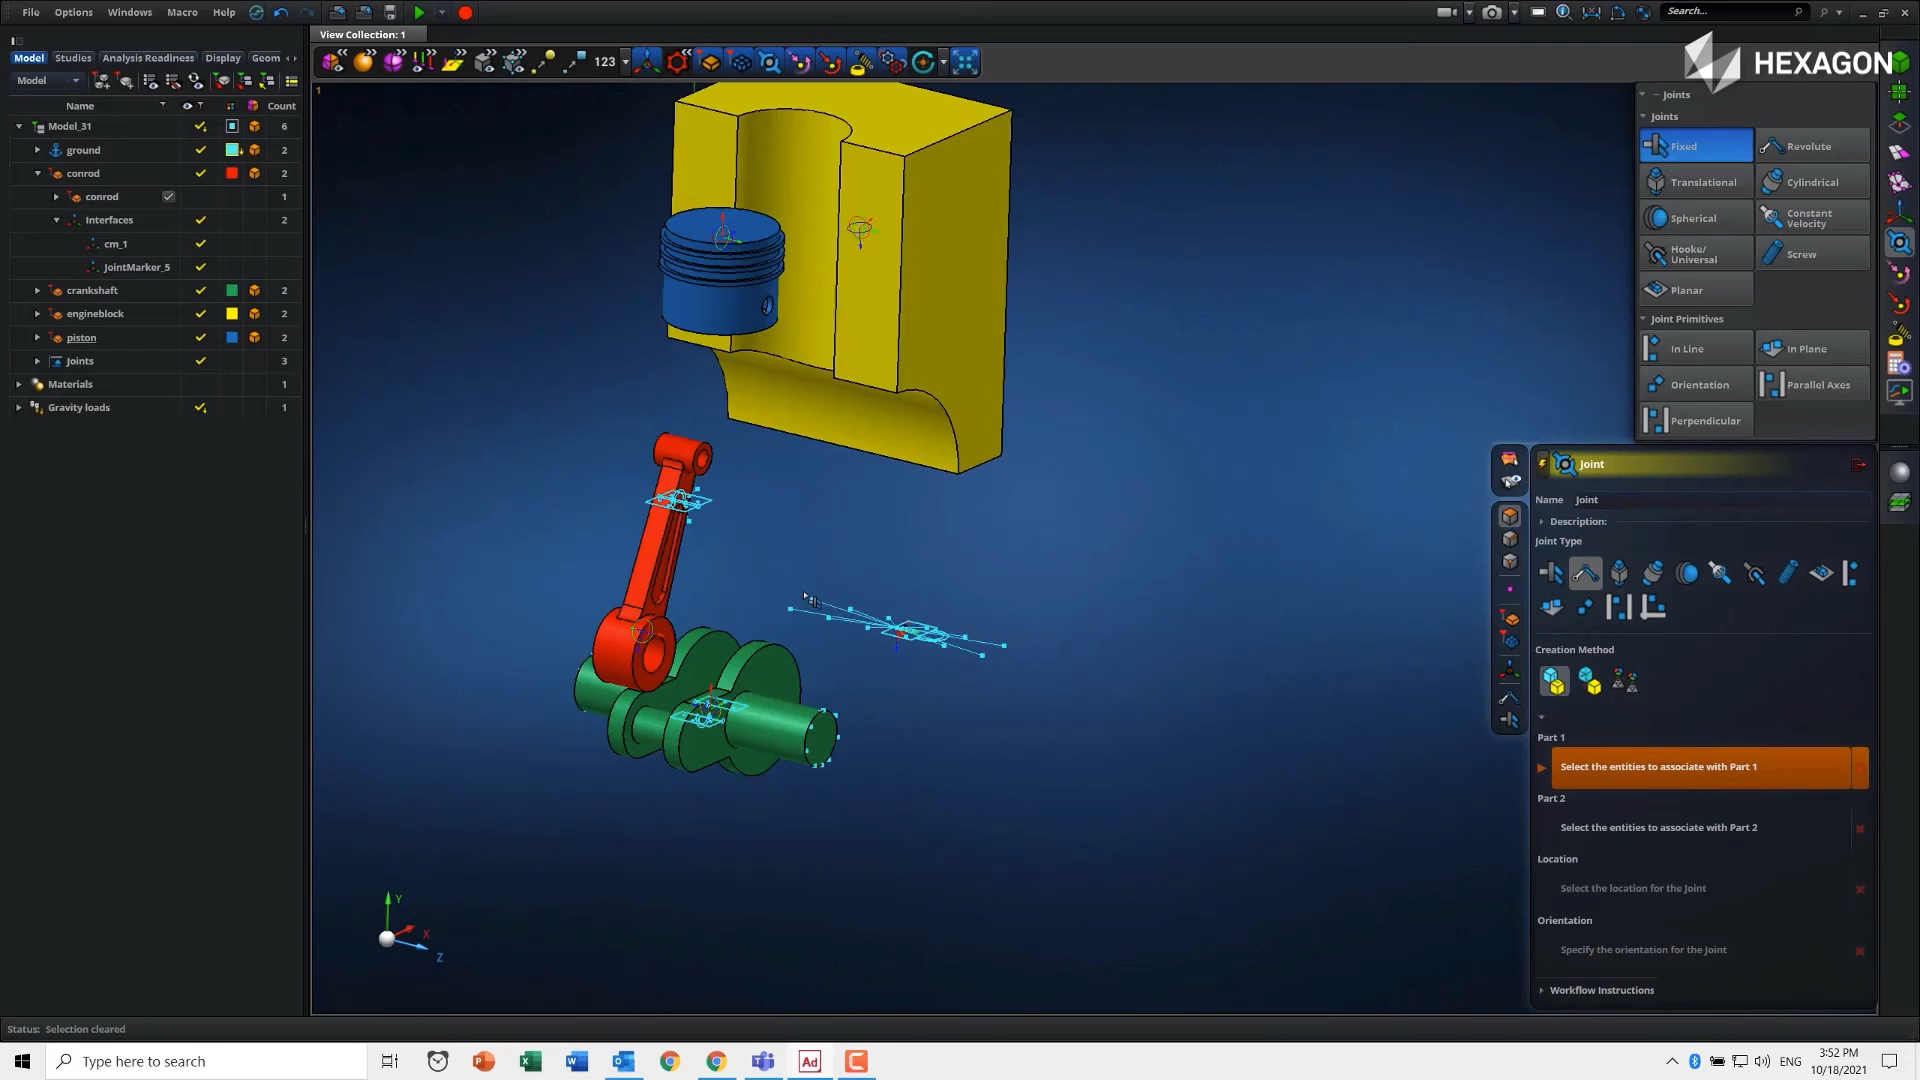 File Options Windows Macro Help
Search...
View Collection: 1
HEXAGON
Model Studies Analysis Readiness Display Geom
Model
123
Name Count
Model_31 6
ground 2
conrod 2
conrod 1
Interfaces 2
cm_1
JointMarker_5
crankshaft 2
engineblock 2
piston 2
Joints 3
Materials 1
Gravity loads 1
1
Joints
Joints
Fixed Revolute
Translational Cylindrical
Spherical Constant Velocity
Hooke/ Universal Screw
Planar
Joint Primitives
In Line In Plane
Orientation Parallel Axes
Perpendicular
Joint
Name Joint
Description:
Joint Type
Creation Method
Part 1
Select the entities to associate with Part 1
Part 2
Select the entities to associate with Part 2
Location
Select the location for the Joint
Orientation
Specify the orientation for the Joint
Workflow Instructions
Y
X
Z
Status: Selection cleared
Type here to search
Ad
ENG
3:52 PM
10/18/2021